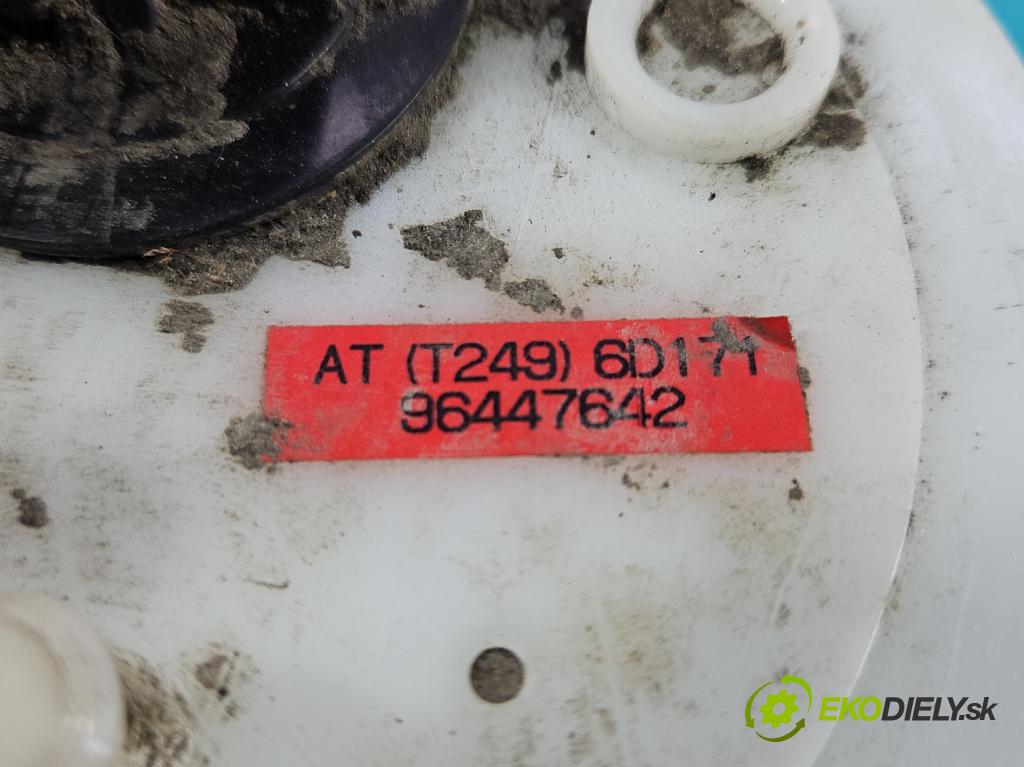 AT (T249) 6D171
96447642
EKODIELY.sk